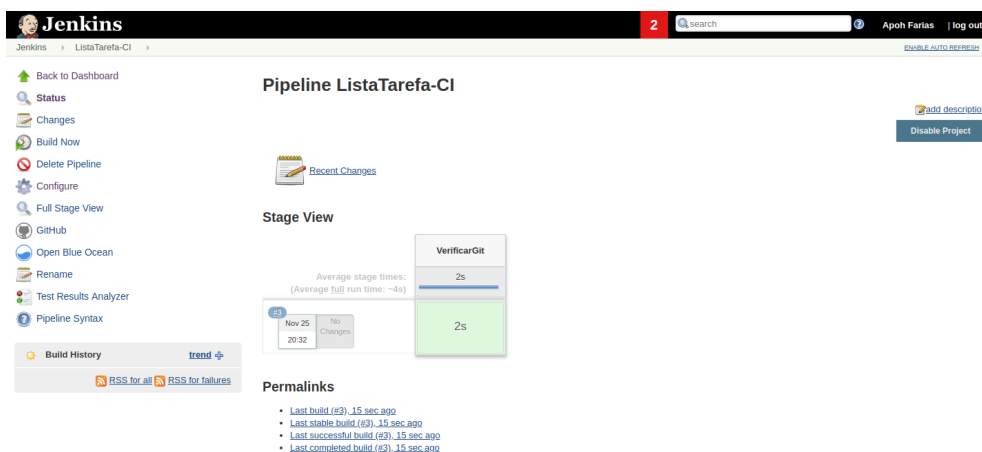 Jenkins
2
search
Apoh Farias
| log out
Jenkins
ListaTarefa-CI
ENABLE AUTO REFRESH
Back to Dashboard
Status
Changes
Build Now
Delete Pipeline
Configure
Full Stage View
GitHub
Open Blue Ocean
Rename
Test Results Analyzer
Pipeline Syntax
Build History
trend
RSS for all
RSS for failures
Pipeline ListaTarefa-CI
add descriptio
Disable Project
Recent Changes
Stage View
VerificarGit
Average stage times:
2s
(Average full run time: ~4s)
#3
Nov 25
20:32
No
Changes
2s
Permalinks
Last build (#3), 15 sec ago
Last stable build (#3), 15 sec ago
Last successful build (#3), 15 sec ago
Last completed build (#3), 15 sec ago